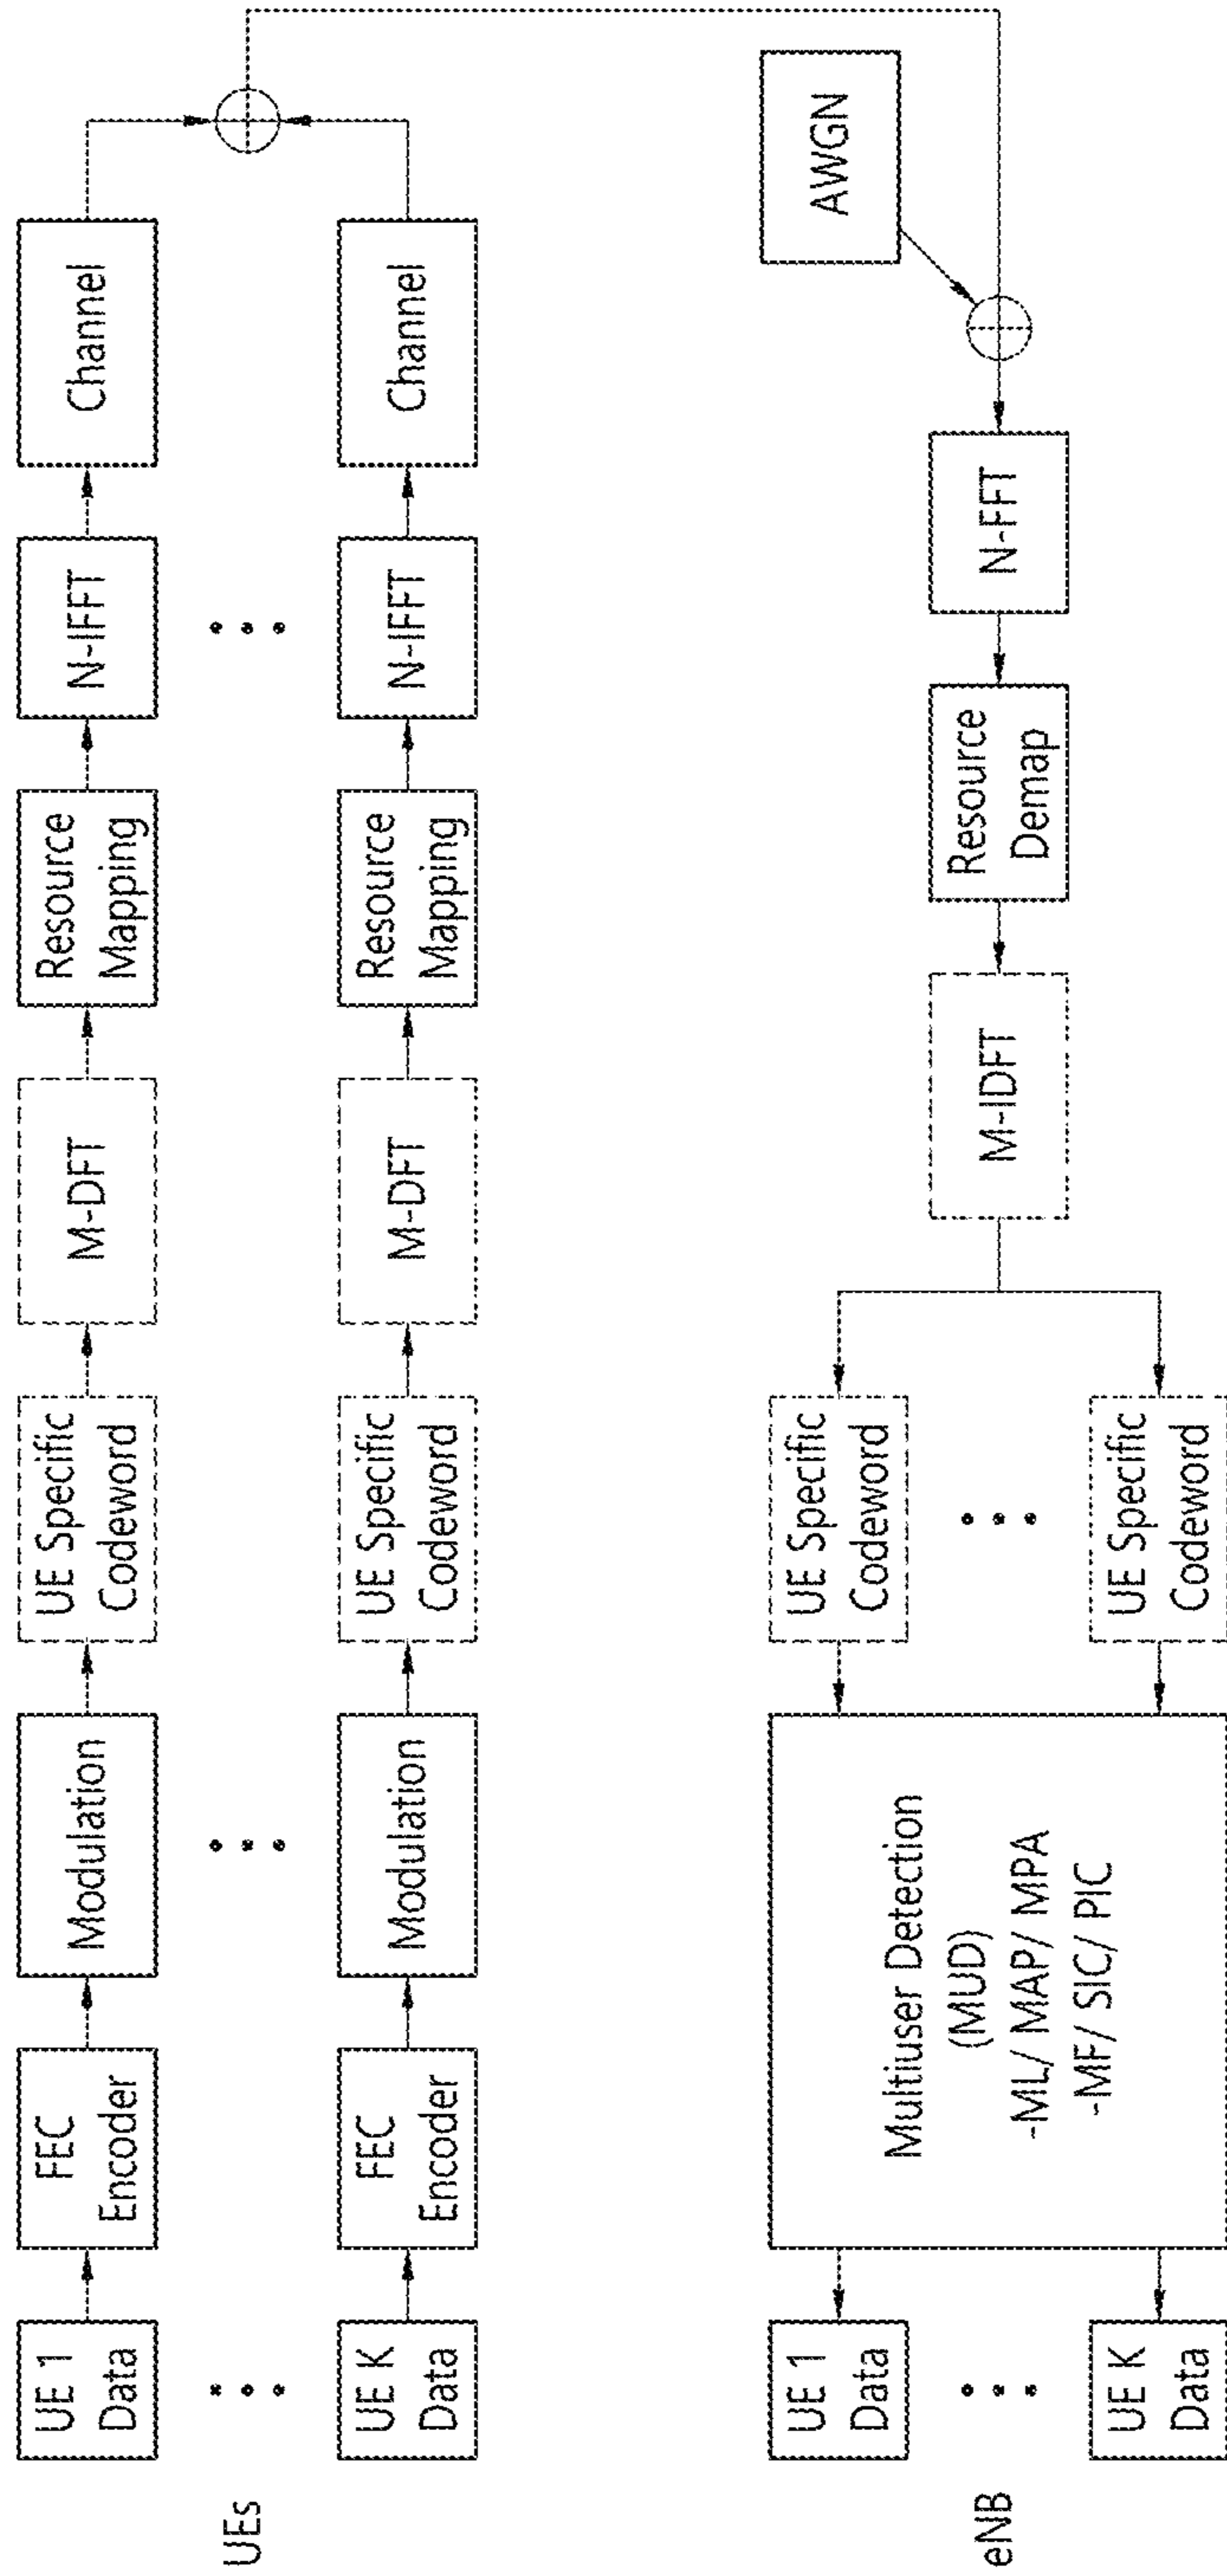 UEs
UE 1
Data
FEC
Encoder
Modulation
UE Specific
Codeword
M-DFT
Resource
Mapping
N-IFFT
Channel
UE K
Data
FEC
Encoder
Modulation
UE Specific
Codeword
M-DFT
Resource
Mapping
N-IFFT
Channel
eNB
UE 1
Data
UE K
Data
Multiuser Detection
(MUD)
-ML/ MAP/ MPA
-MF/ SIC/ PIC
UE Specific
Codeword
UE Specific
Codeword
M-IDFT
Resource
Demap
N-FFT
AWGN